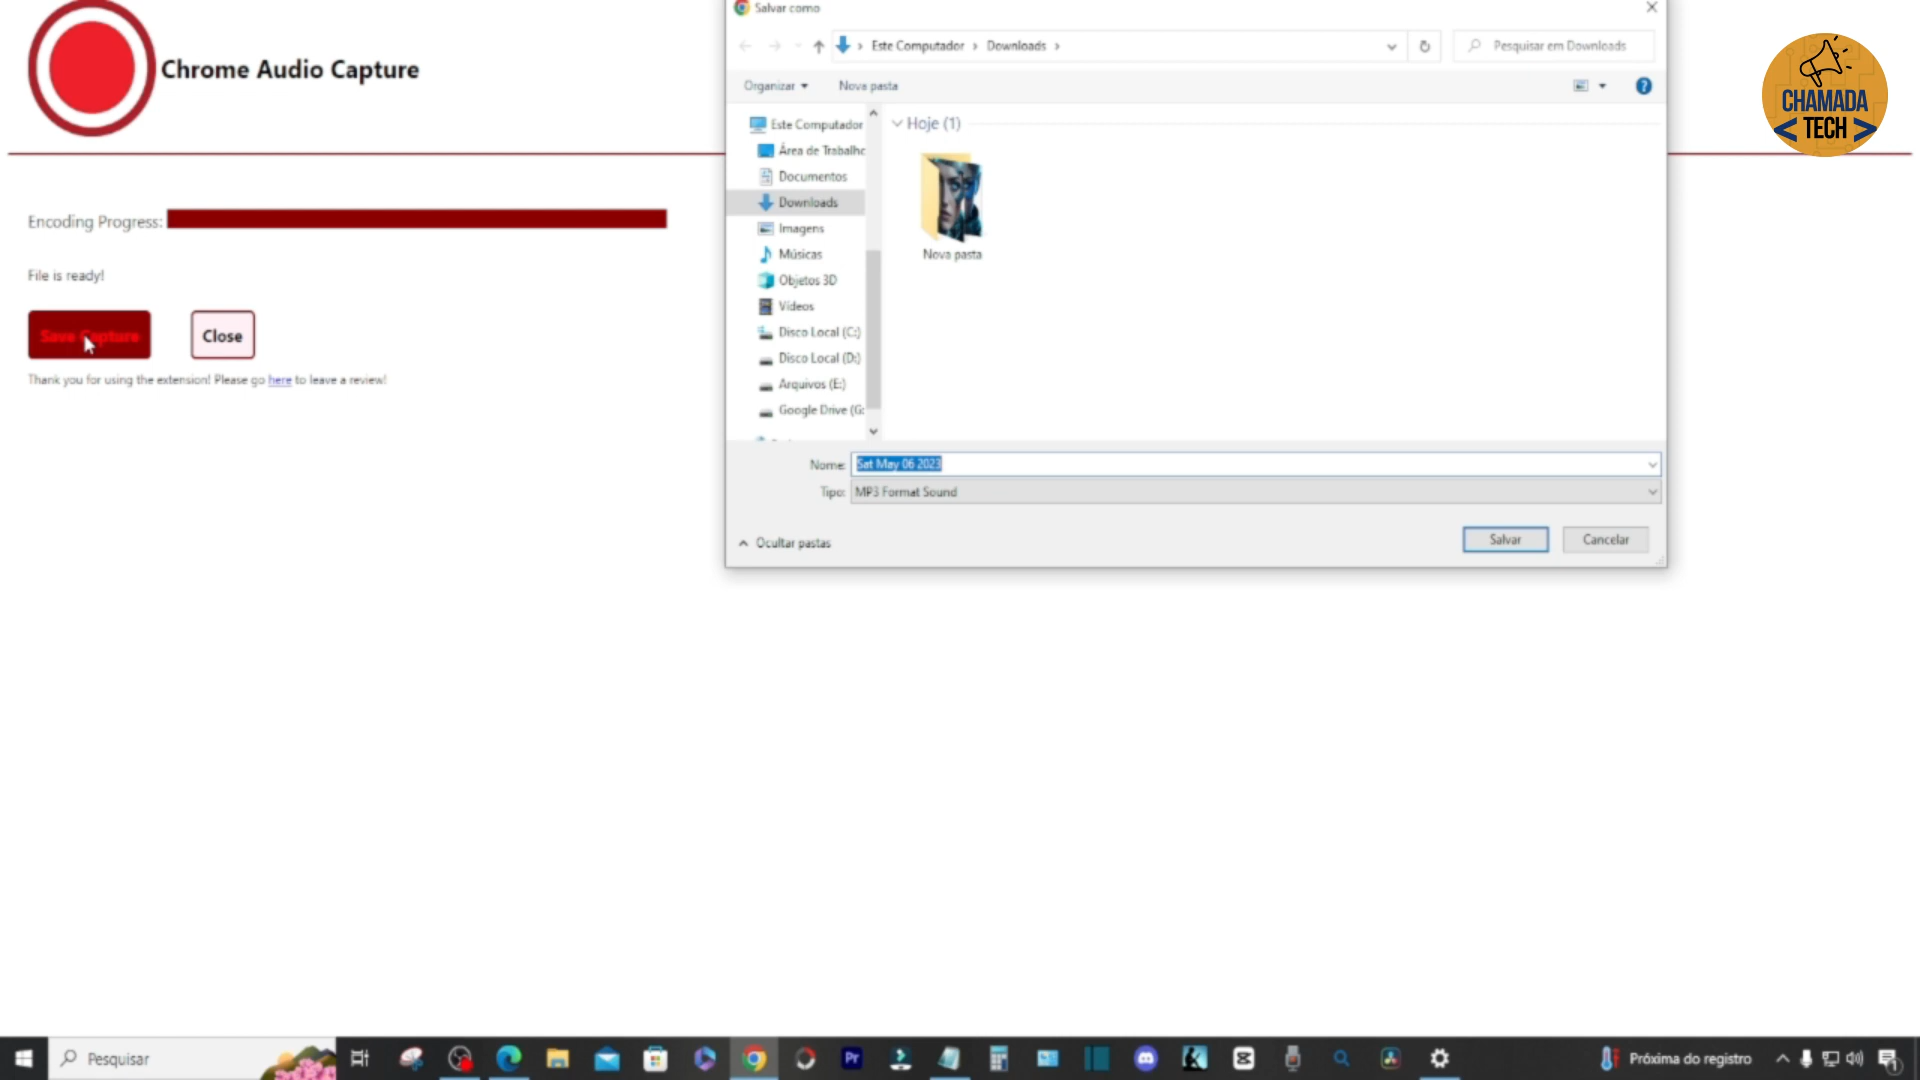 Chrome Audio Capture
Encoding Progress:
File is ready!
Save Capture
Close
Thank you for using the extension! Please go here to leave a review!
Salvar como
Este Computador
Downloads
Pesquisar em Downloads
Organizar
Nova pasta
Este Computador
Área de Trabalho
Documentos
Downloads
Imagens
Músicas
Objetos 3D
Vídeos
Disco Local (C:)
Disco Local (D:)
Arquivos (E:)
Google Drive (G:
Hoje (1)
Nova pasta
Nome:
Sat May 06 2023
Tipo:
MP3 Format Sound
Ocultar pastas
Salvar
Cancelar
CHAMADA
< TECH >
Pesquisar
Pr
Próxima do registro